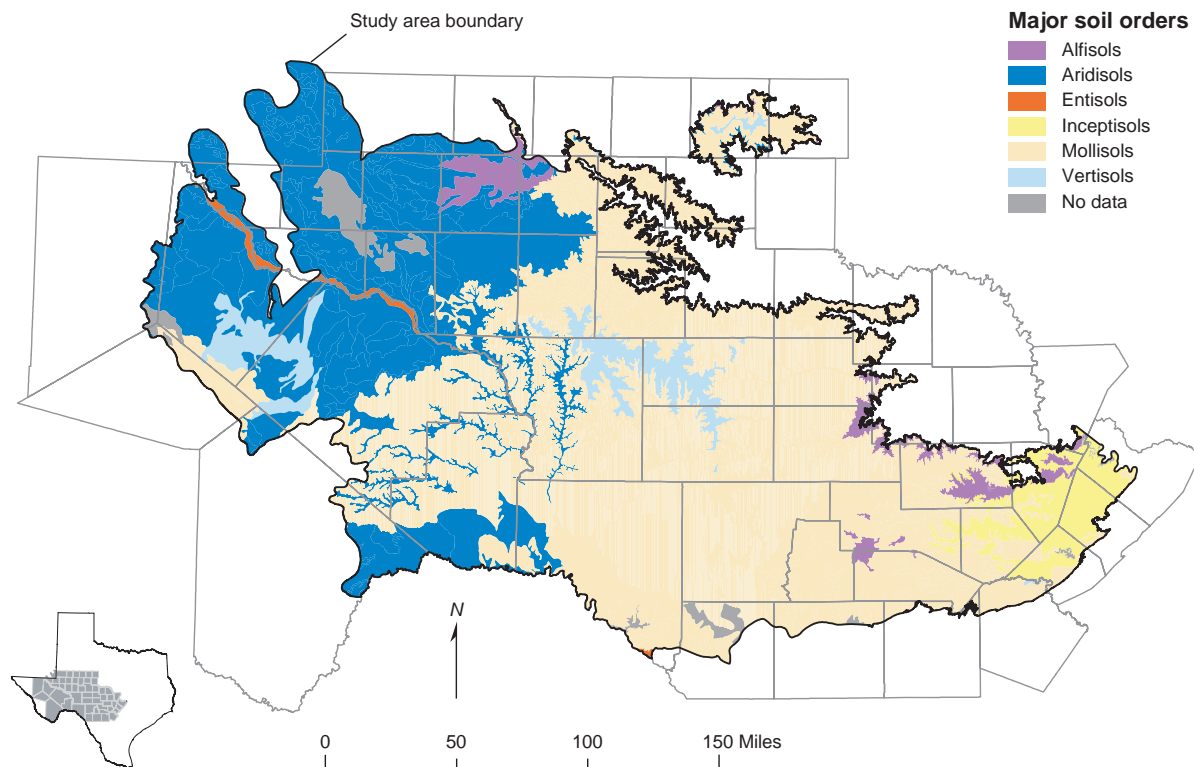 Study area boundary
Major soil orders
Alfisols
Aridisols
Entisols
Inceptisols
Mollisols
Vertisols
No data
N
0 50 100 150 Miles